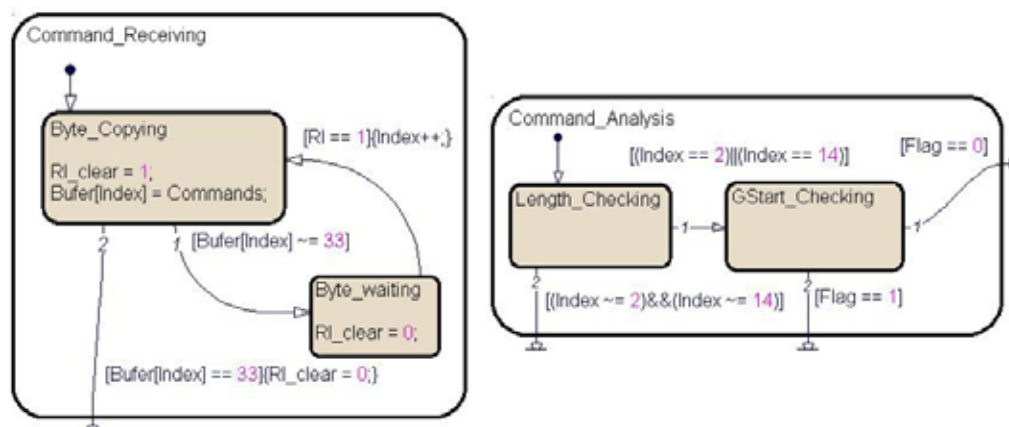 Command_Receiving
Byte_Copying
RI_clear = 1;
Bufer[Index] = Commands;
[RI == 1]{Index++;}
2
1
[Bufer[Index] ~= 33]
Byte_waiting
RI_clear = 0;
[Bufer[Index] == 33]{RI_clear = 0;}
Command_Analysis
[(Index == 2)||(Index == 14)]
[Flag == 0]
Length_Checking
GStart_Checking
1
1
2
2
[(Index ~= 2)&&(Index ~= 14)]
[Flag == 1]